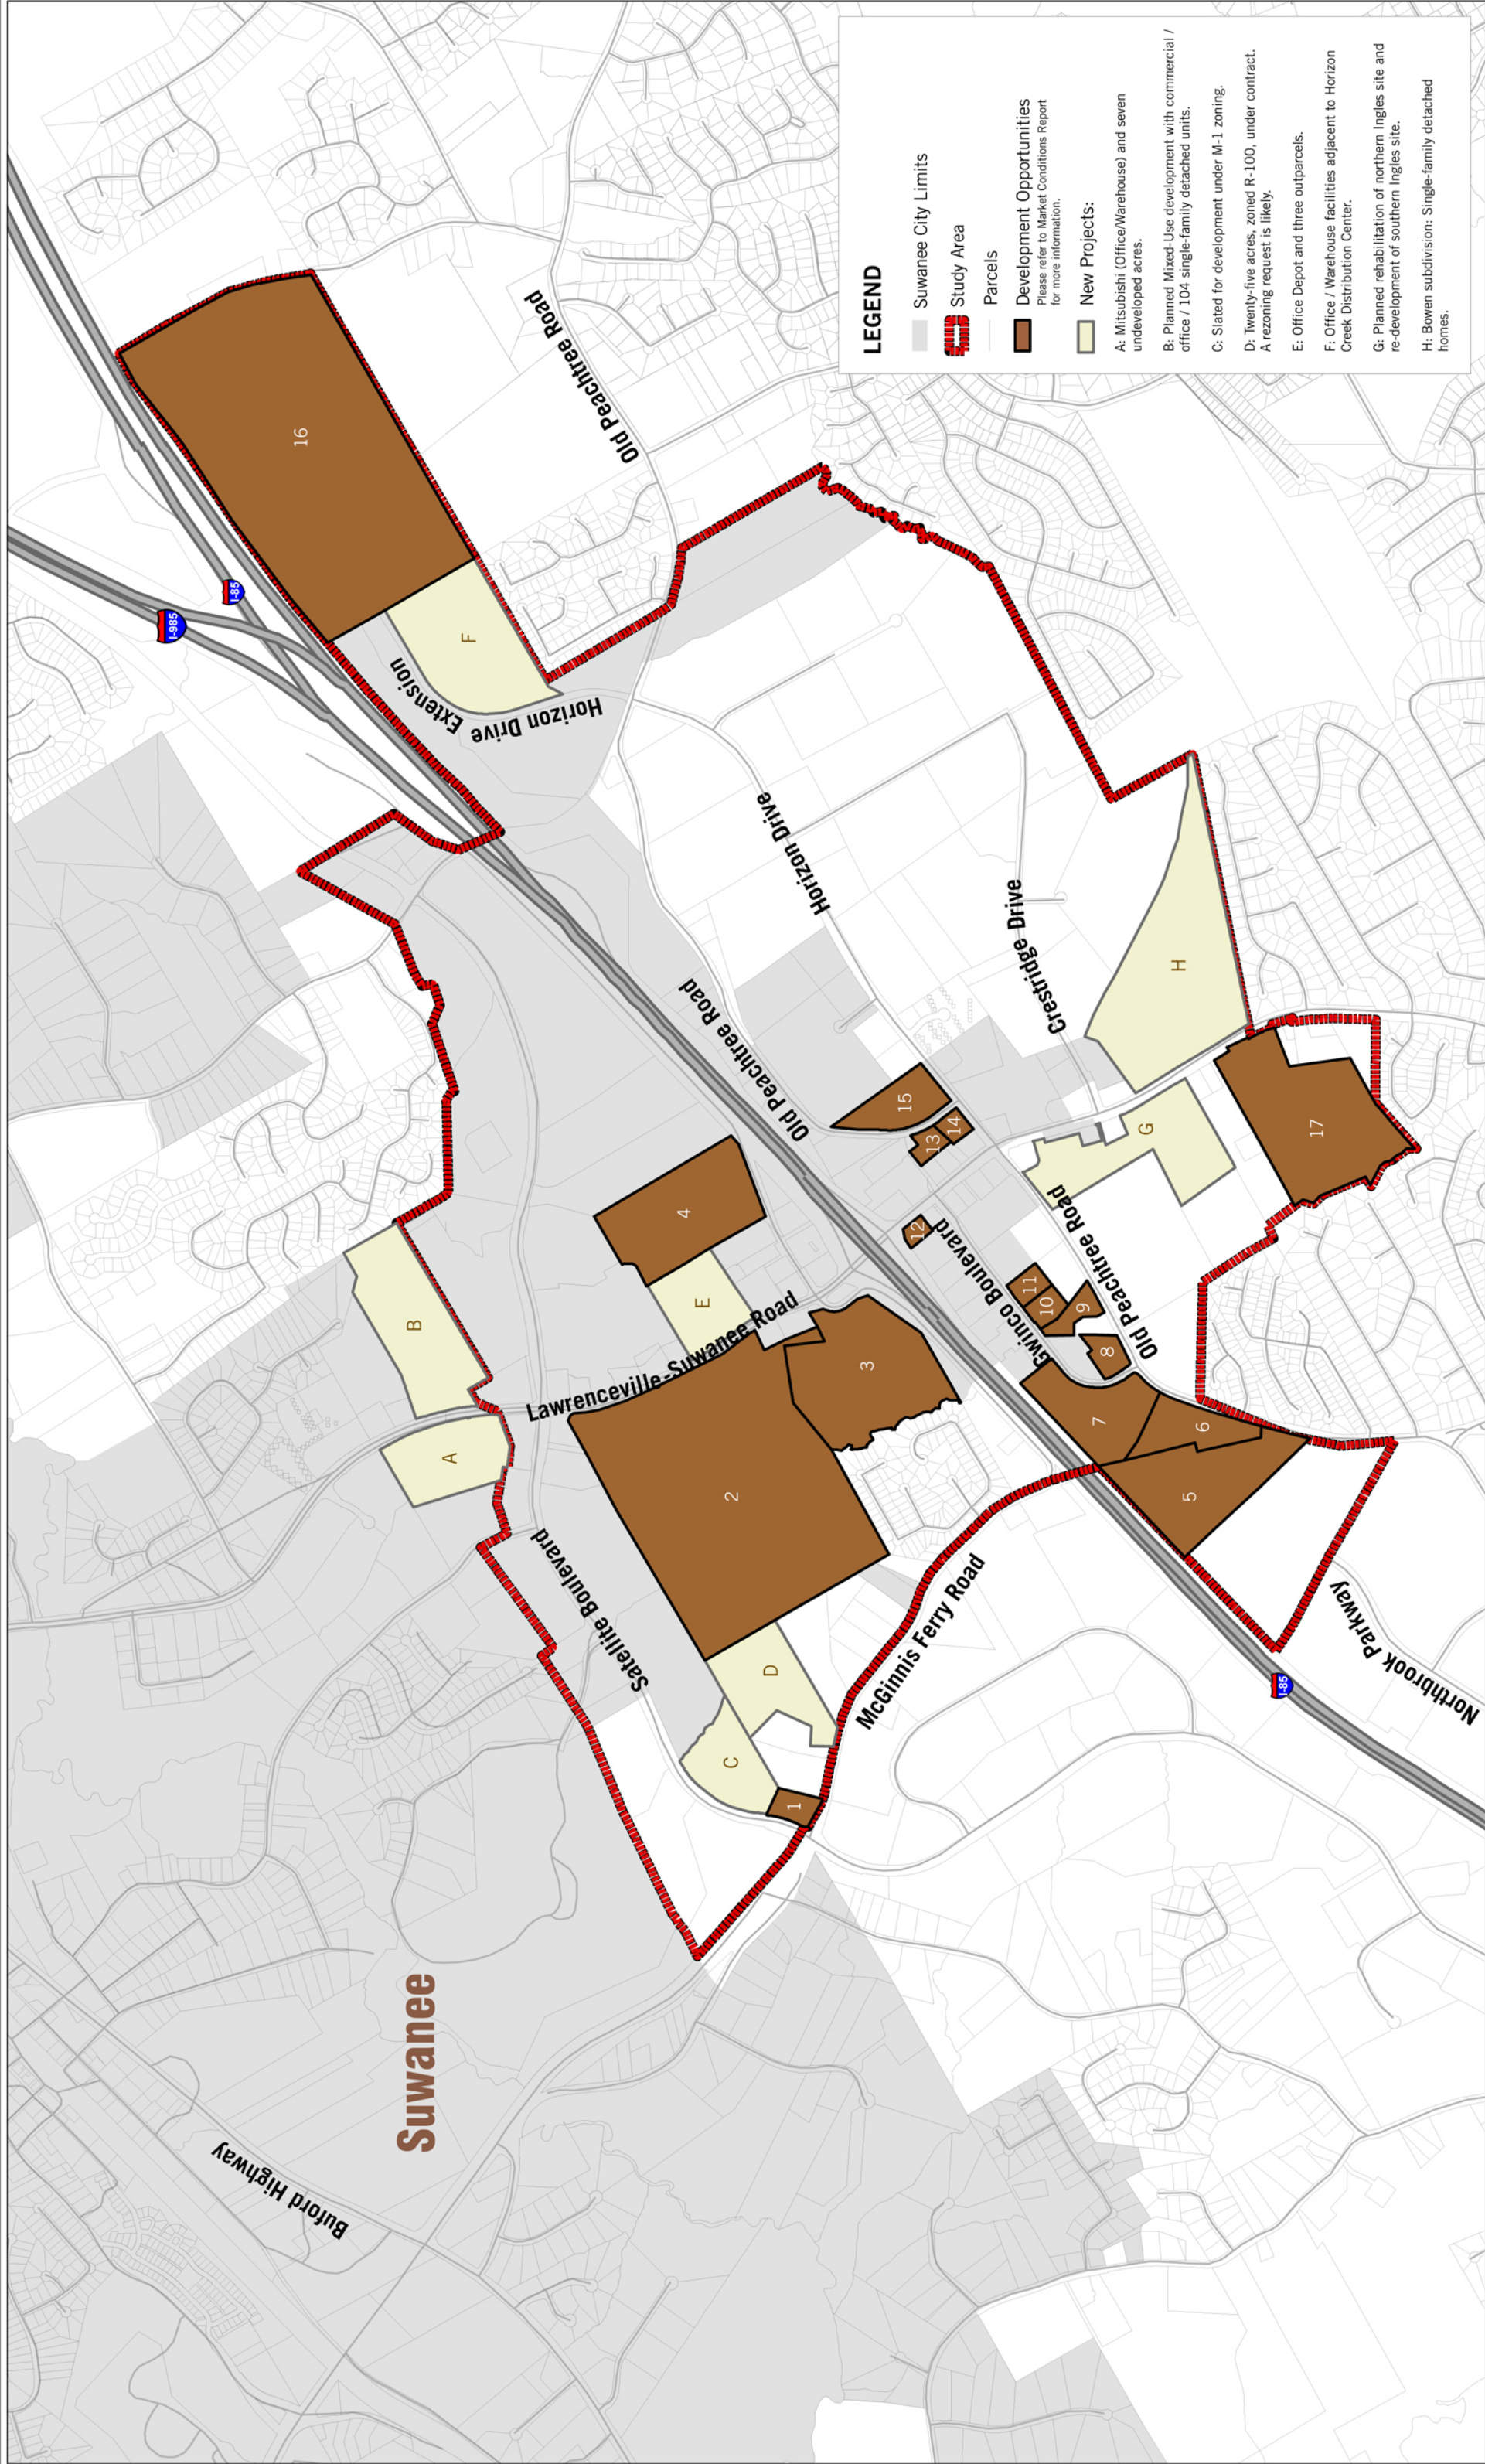 LEGEND
Suwanee City Limits
Study Area
Parcels
Development Opportunities
Please refer to Market Conditions Report
for more information.
New Projects:
A: Mitsubishi (Office/Warehouse) and seven
undeveloped acres.
B: Planned Mixed-Use development with commercial /
office / 104 single-family detached units.
C: Slated for development under M-1 zoning.
D: Twenty-five acres, zoned R-100, under contract.
A rezoning request is likely.
E: Office Depot and three outparcels.
F: Office / Warehouse facilities adjacent to Horizon
Creek Distribution Center.
G: Planned rehabilitation of northern Ingles site and
re-development of southern Ingles site.
H: Bowen subdivision: Single-family detached
homes.
Suwanee
Buford Highway
Satellite Boulevard
Lawrenceville-Suwanee Road
McGinnis Ferry Road
Northbrook Parkway
Gwinco Boulevard
Old Peachtree Road
Old Peachtree Road
Old Peachtree Road
Horizon Drive
Crestridge Drive
Horizon Drive
Extension
I-985
I-85
I-85
A
B
C
D
E
F
G
H
1
2
3
4
5
6
7
8
9
10
11
12
13
14
15
16
17